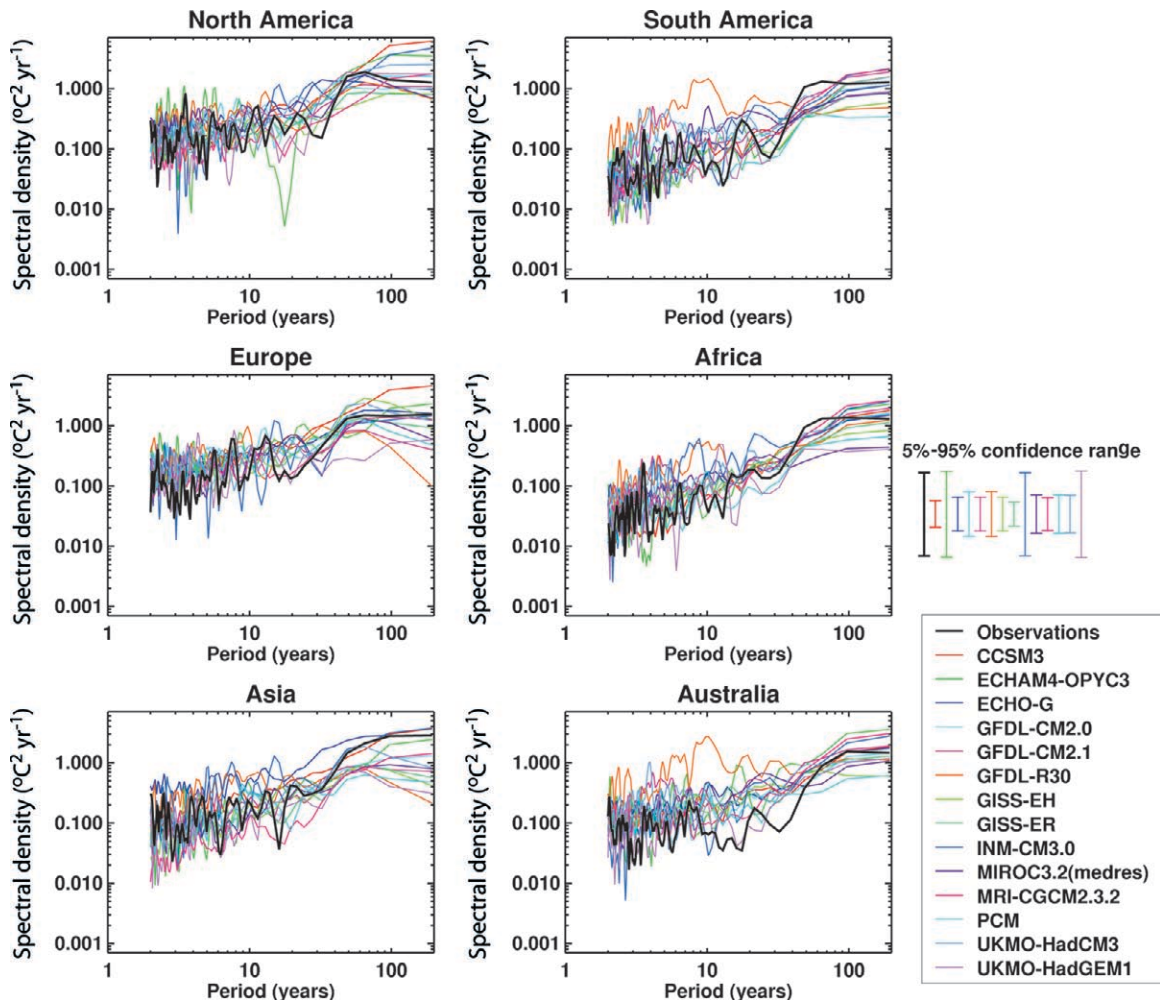 North America
Spectral density (ºC² yr⁻¹)
1.000
0.100
0.010
0.001
1 10 100
Period (years)
South America
Spectral density (ºC² yr⁻¹)
1.000
0.100
0.010
0.001
1 10 100
Period (years)
Europe
Spectral density (ºC² yr⁻¹)
1.000
0.100
0.010
0.001
1 10 100
Period (years)
Africa
Spectral density (ºC² yr⁻¹)
1.000
0.100
0.010
0.001
1 10 100
Period (years)
Asia
Spectral density (ºC² yr⁻¹)
1.000
0.100
0.010
0.001
1 10 100
Period (years)
Australia
Spectral density (ºC² yr⁻¹)
1.000
0.100
0.010
0.001
1 10 100
Period (years)
5%-95% confidence range
Observations
CCSM3
ECHAM4-OPYC3
ECHO-G
GFDL-CM2.0
GFDL-CM2.1
GFDL-R30
GISS-EH
GISS-ER
INM-CM3.0
MIROC3.2(medres)
MRI-CGCM2.3.2
PCM
UKMO-HadCM3
UKMO-HadGEM1